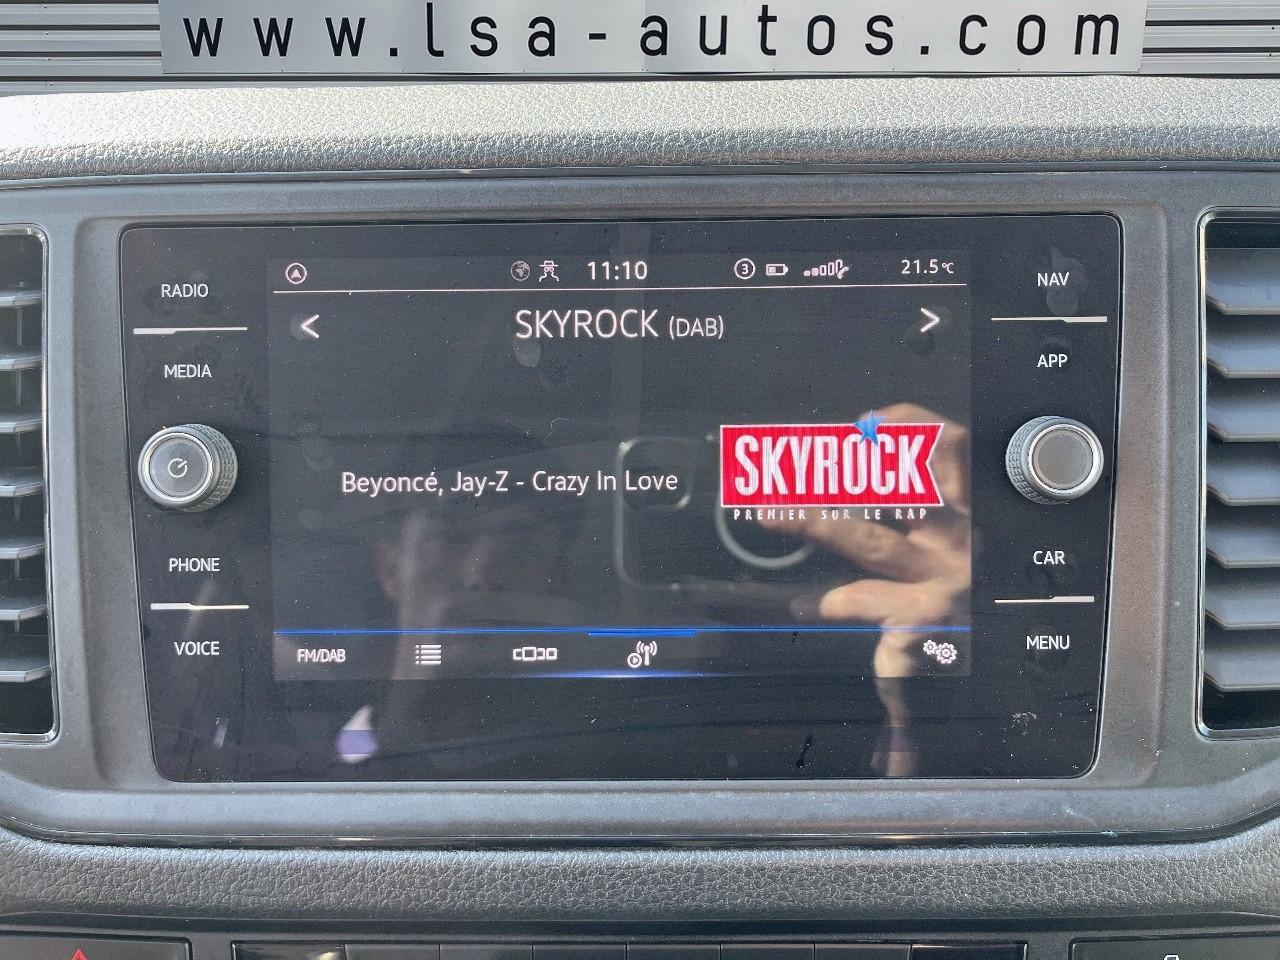 www.lsa-autos.com
RADIO
MEDIA
PHONE
VOICE
11:10
3
21.5°C
< SKYROCK (DAB) >
Beyoncé, Jay-Z - Crazy In Love
SKYROCK
PREMIER SUR LE RAP
FM/DAB
NAV
APP
CAR
MENU